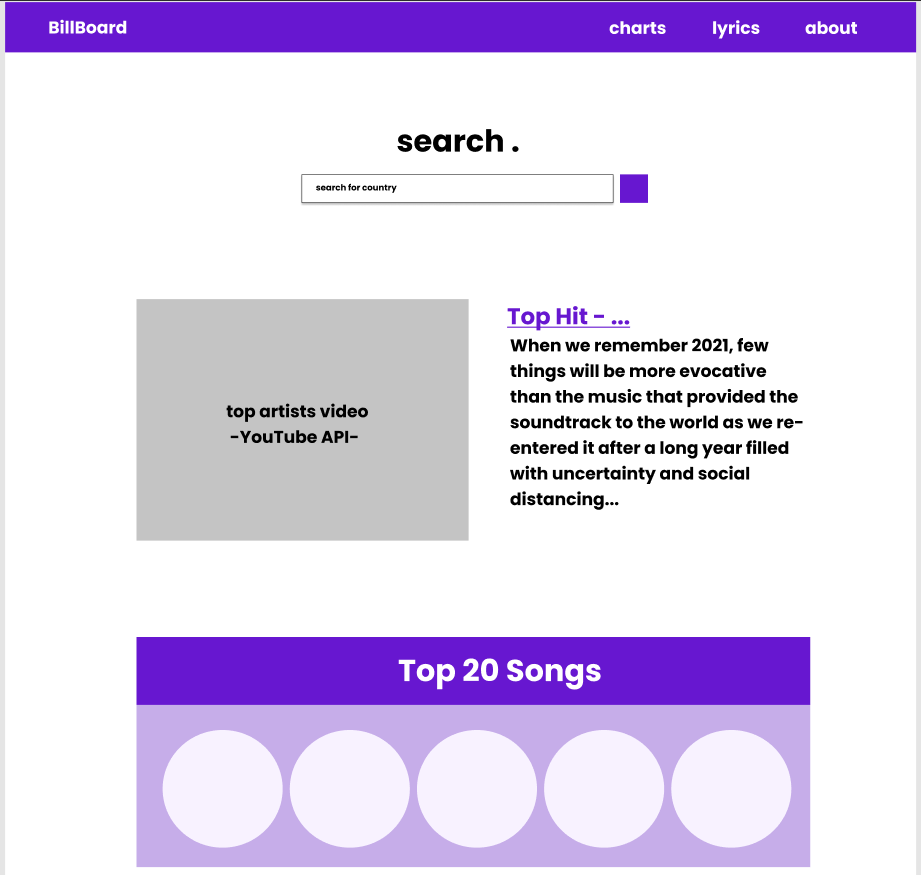 BillBoard charts lyrics about
search .
search for country
top artists video
-YouTube API-
Top Hit - ...
When we remember 2021, few
things will be more evocative
than the music that provided the
soundtrack to the world as we re-
entered it after a long year filled
with uncertainty and social
distancing...
Top 20 Songs